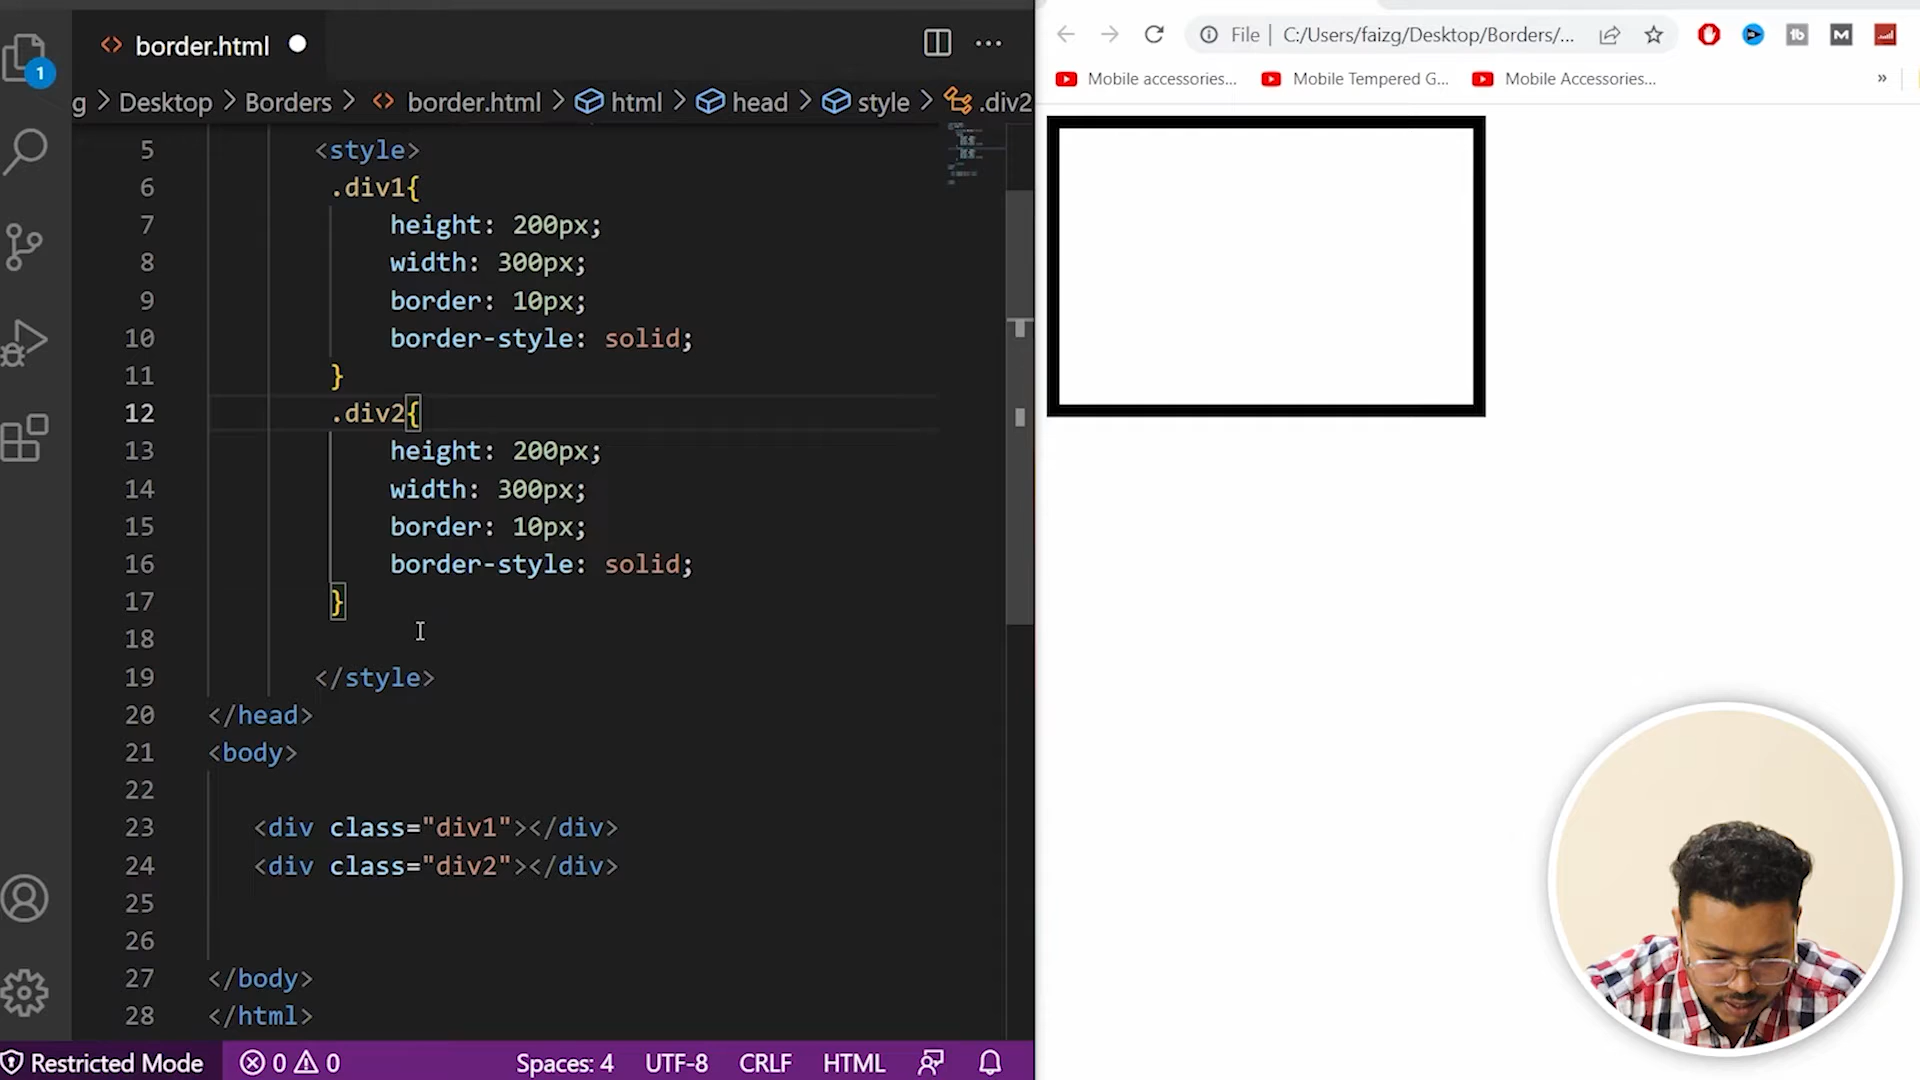 border.html
1
g > Desktop > Borders > border.html > html > head > style > .div2
5 <style>
6 .div1{
7 height: 200px;
8 width: 300px;
9 border: 10px;
10 border-style: solid;
11 }
12 .div2{
13 height: 200px;
14 width: 300px;
15 border: 10px;
16 border-style: solid;
17 }
18
19 </style>
20 </head>
21 <body>
22
23 <div class="div1"></div>
24 <div class="div2"></div>
25
26
27 </body>
28 </html>
Restricted Mode 0 0 Spaces: 4 UTF-8 CRLF HTML
File | C:/Users/faizg/Desktop/Borders/...
Mobile accessories... Mobile Tempered G... Mobile Accessories... »